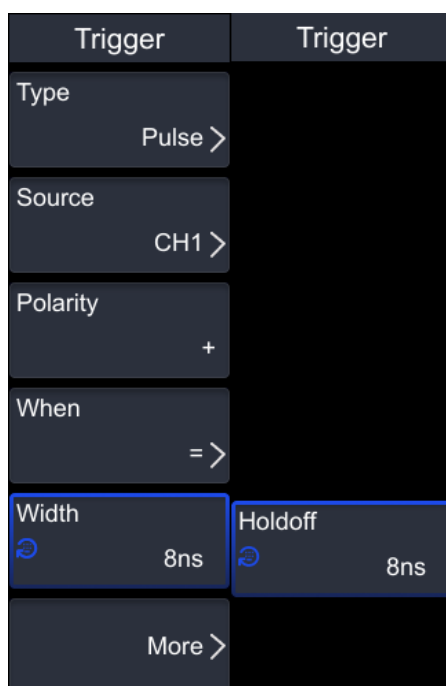 Trigger
Type
Pulse
Source
CH1
Polarity
+
When
=
Width
8ns
More
Trigger
Holdoff
8ns